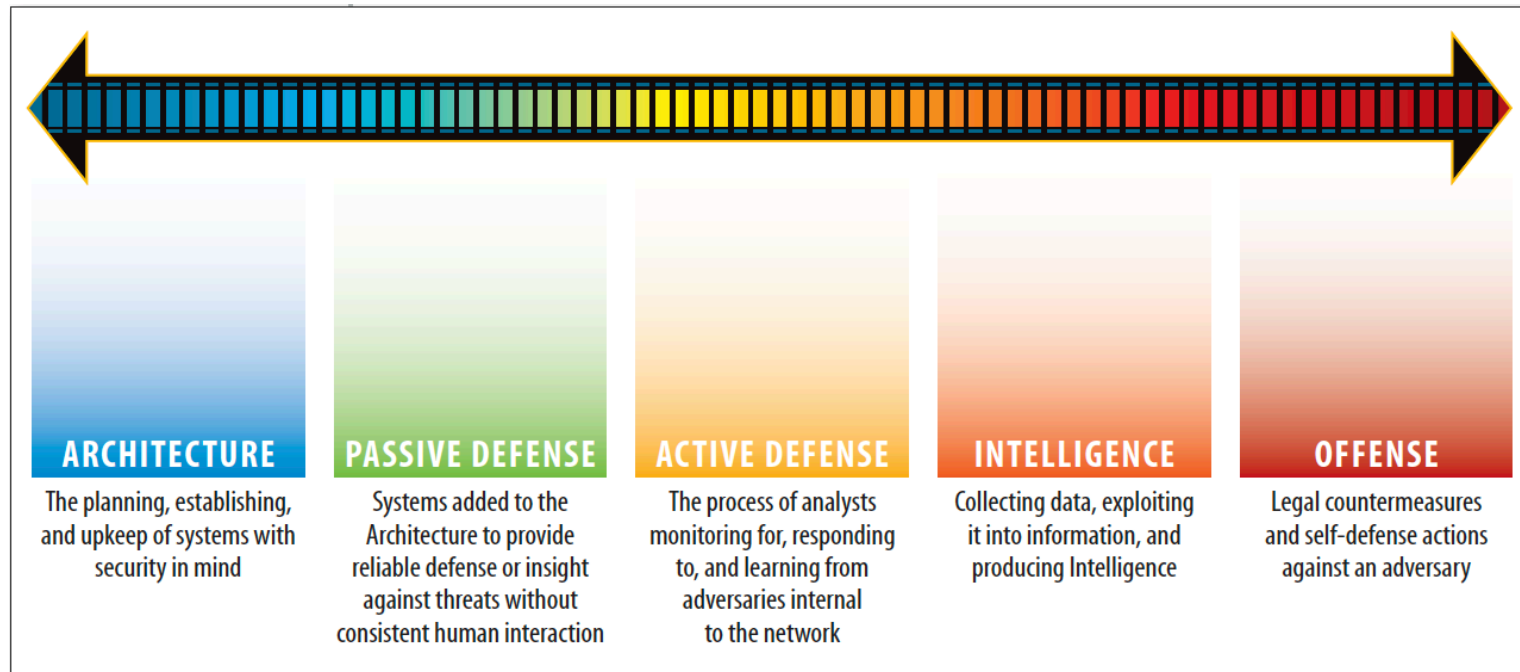 ARCHITECTURE
The planning, establishing,
and upkeep of systems with
security in mind
PASSIVE DEFENSE
Systems added to the
Architecture to provide
reliable defense or insight
against threats without
consistent human interaction
ACTIVE DEFENSE
The process of analysts
monitoring for, responding
to, and learning from
adversaries internal
to the network
INTELLIGENCE
Collecting data, exploiting
it into information, and
producing Intelligence
OFFENSE
Legal countermeasures
and self-defense actions
against an adversary